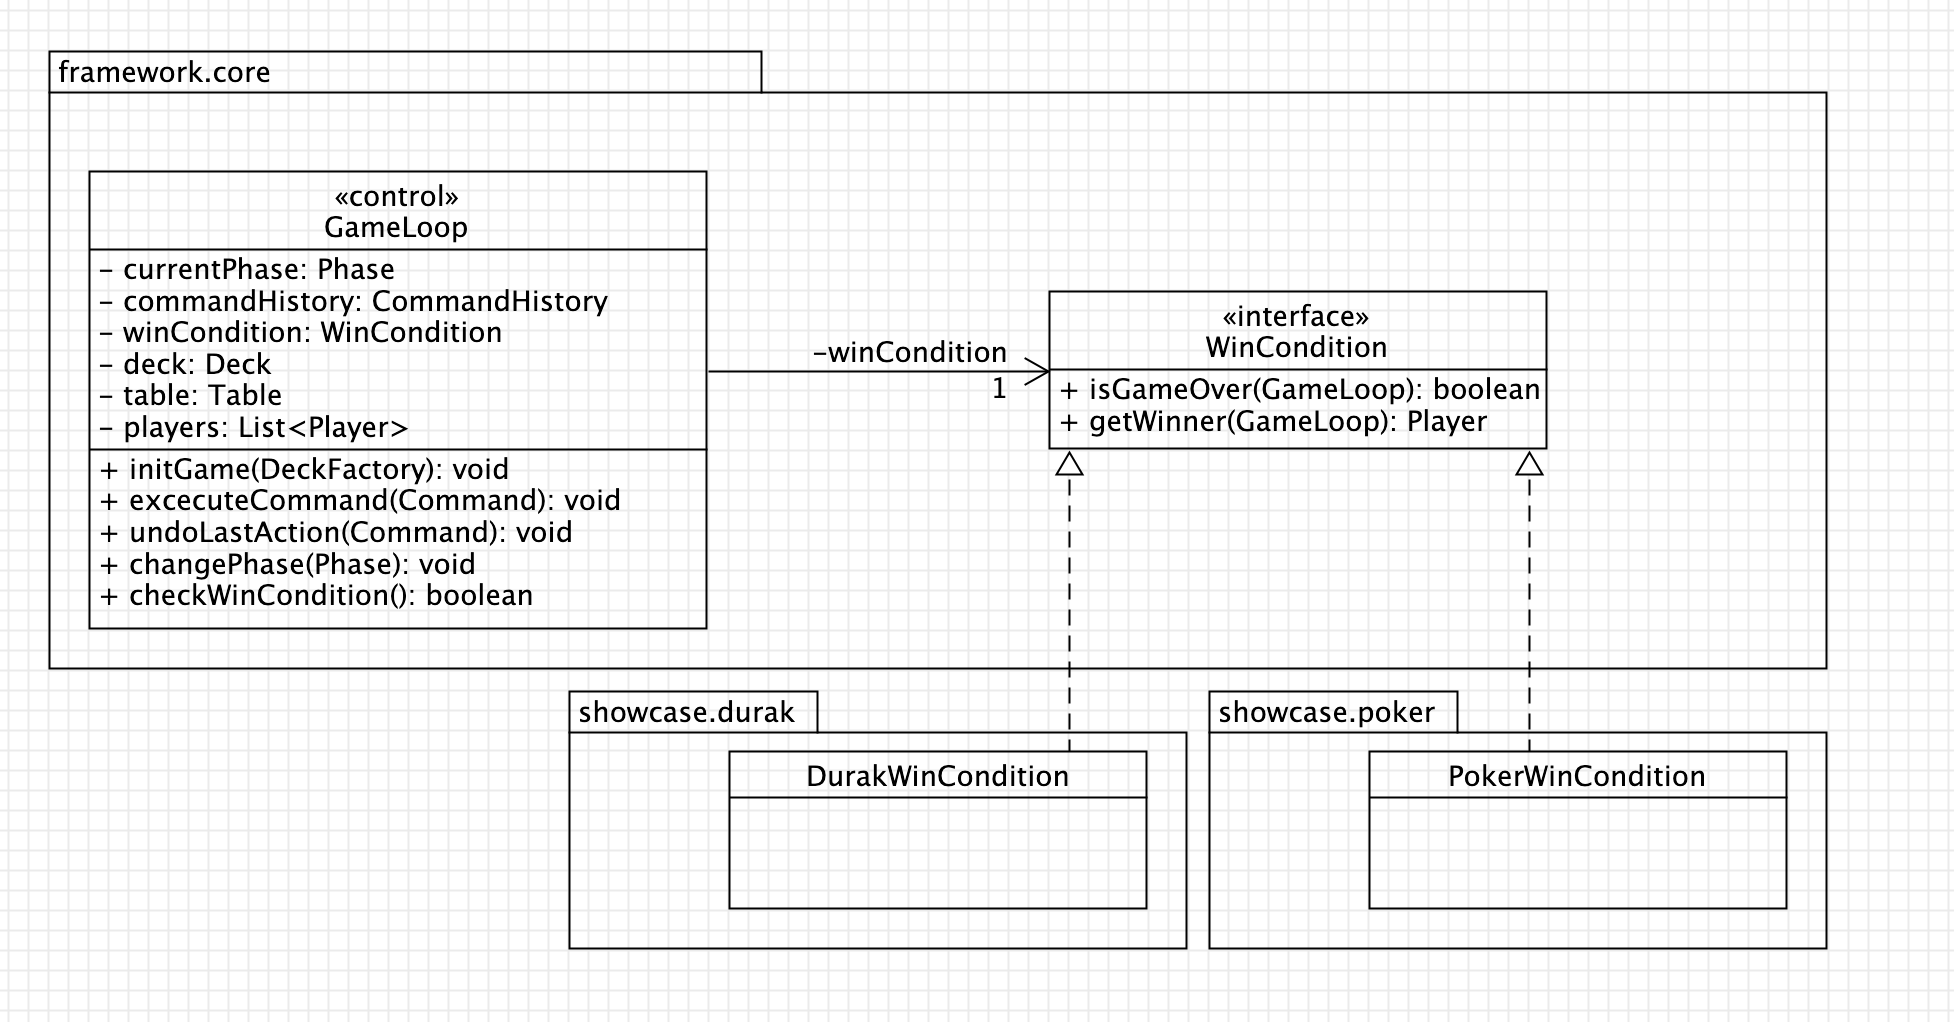 framework.core
«control»
GameLoop
– currentPhase: Phase
– commandHistory: CommandHistory
– winCondition: WinCondition
– deck: Deck
– table: Table
– players: List<Player>
+ initGame(DeckFactory): void
+ excecuteCommand(Command): void
+ undoLastAction(Command): void
+ changePhase(Phase): void
+ checkWinCondition(): boolean
–winCondition
1
«interface»
WinCondition
+ isGameOver(GameLoop): boolean
+ getWinner(GameLoop): Player
showcase.durak
DurakWinCondition
showcase.poker
PokerWinCondition